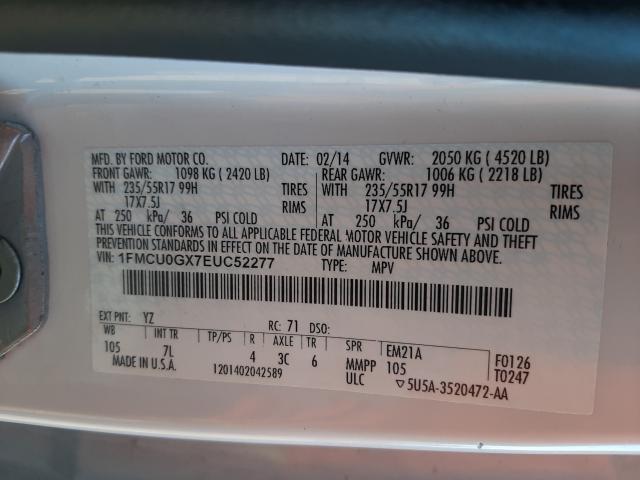 MFD. BY FORD MOTOR CO.
DATE: 02/14 GVWR: 2050 KG ( 4520 LB)
FRONT GAWR: 1098 KG ( 2420 LB) REAR GAWR: 1006 KG ( 2218 LB)
WITH 235/55R17 99H TIRES WITH 235/55R17 99H TIRES
17X7.5J RIMS 17X7.5J RIMS
AT 250 kPa/ 36 PSI COLD AT 250 kPa/ 36 PSI COLD
THIS VEHICLE CONFORMS TO ALL APPLICABLE FEDERAL MOTOR VEHICLE SAFETY AND THEFT
PREVENTION STANDARDS IN EFFECT ON THE DATE OF MANUFACTURE SHOWN ABOVE.
VIN: 1FMCU0GX7EUC52277 TYPE: MPV
EXT PNT: YZ RC: 71 DSO:
WB INT TR TP/PS R AXLE TR SPR EM21A F0126
105 7L 4 3C 6 MMPP 105 T0247
MADE IN U.S.A. 1201402042589 ULC ▽5U5A-3520472-AA